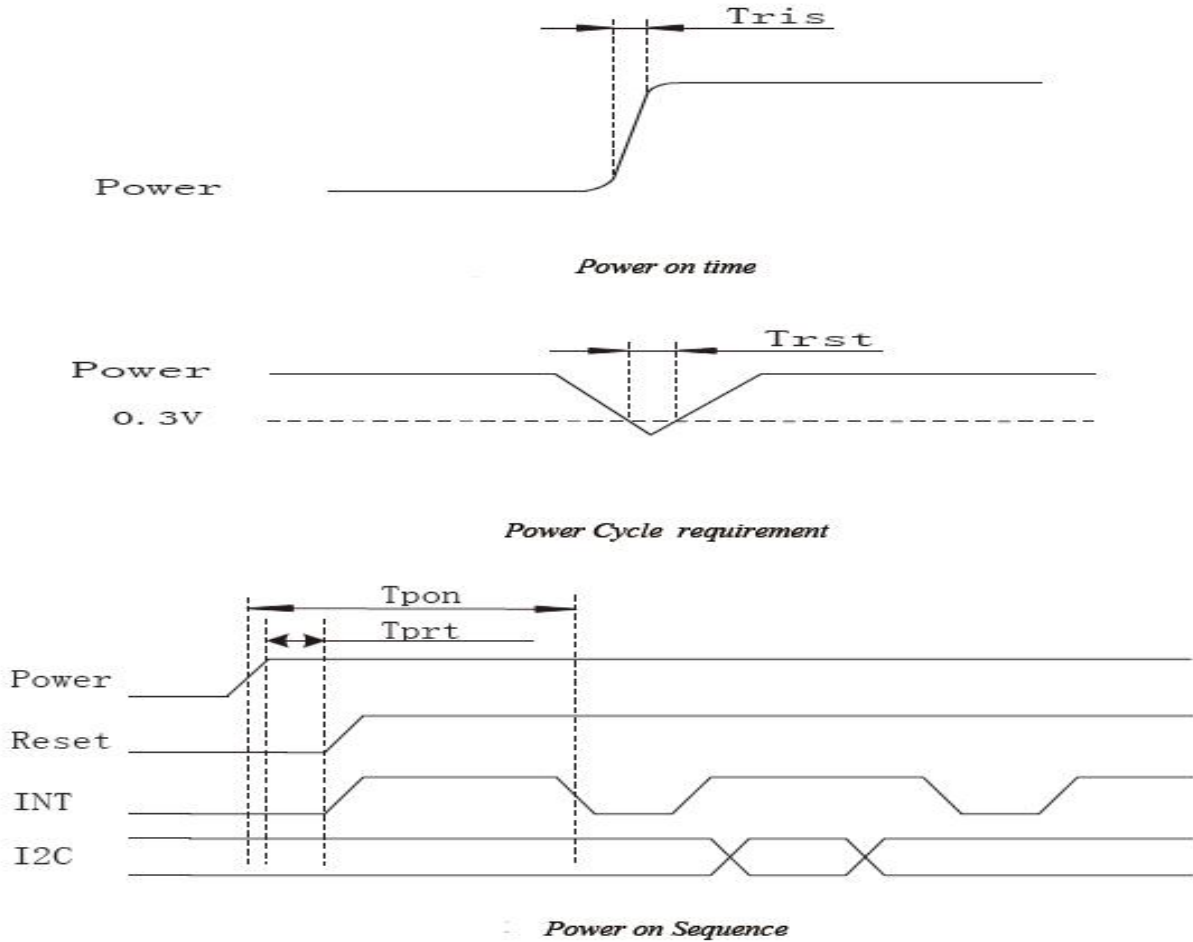 Tris
Power
Power on time
Trst
Power
0.3V
Power Cycle requirement
Tpon
Tprt
Power
Reset
INT
I2C
Power on Sequence